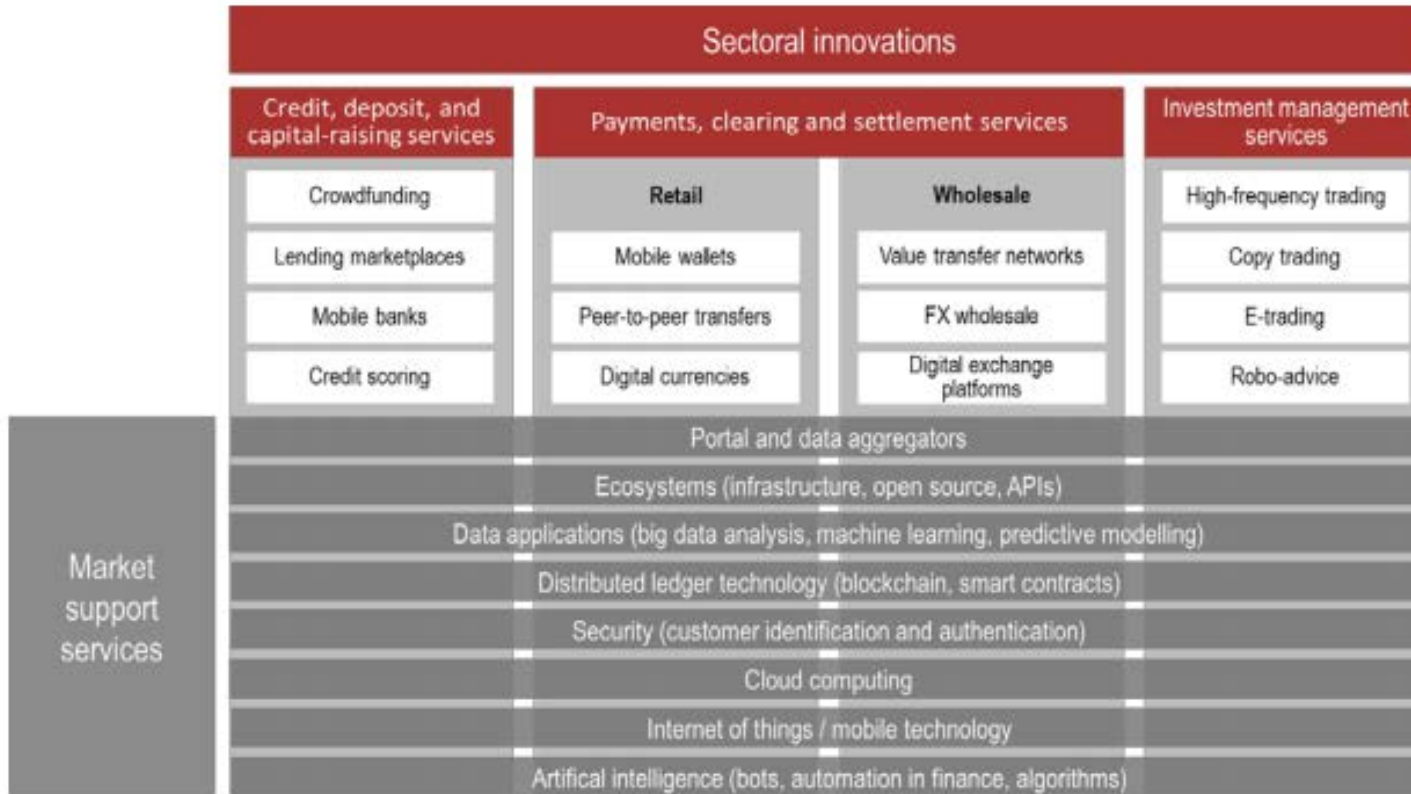 Sectoral innovations
Credit, deposit, and
capital-raising services
Payments, clearing and settlement services
Investment management
services
Crowdfunding
Lending marketplaces
Mobile banks
Credit scoring
Retail
Mobile wallets
Peer-to-peer transfers
Digital currencies
Wholesale
Value transfer networks
FX wholesale
Digital exchange
platforms
High-frequency trading
Copy trading
E-trading
Robo-advice
Market
support
services
Portal and data aggregators
Ecosystems (infrastructure, open source, APIs)
Data applications (big data analysis, machine learning, predictive modelling)
Distributed ledger technology (blockchain, smart contracts)
Security (customer identification and authentication)
Cloud computing
Internet of things / mobile technology
Artifical intelligence (bots, automation in finance, algorithms)